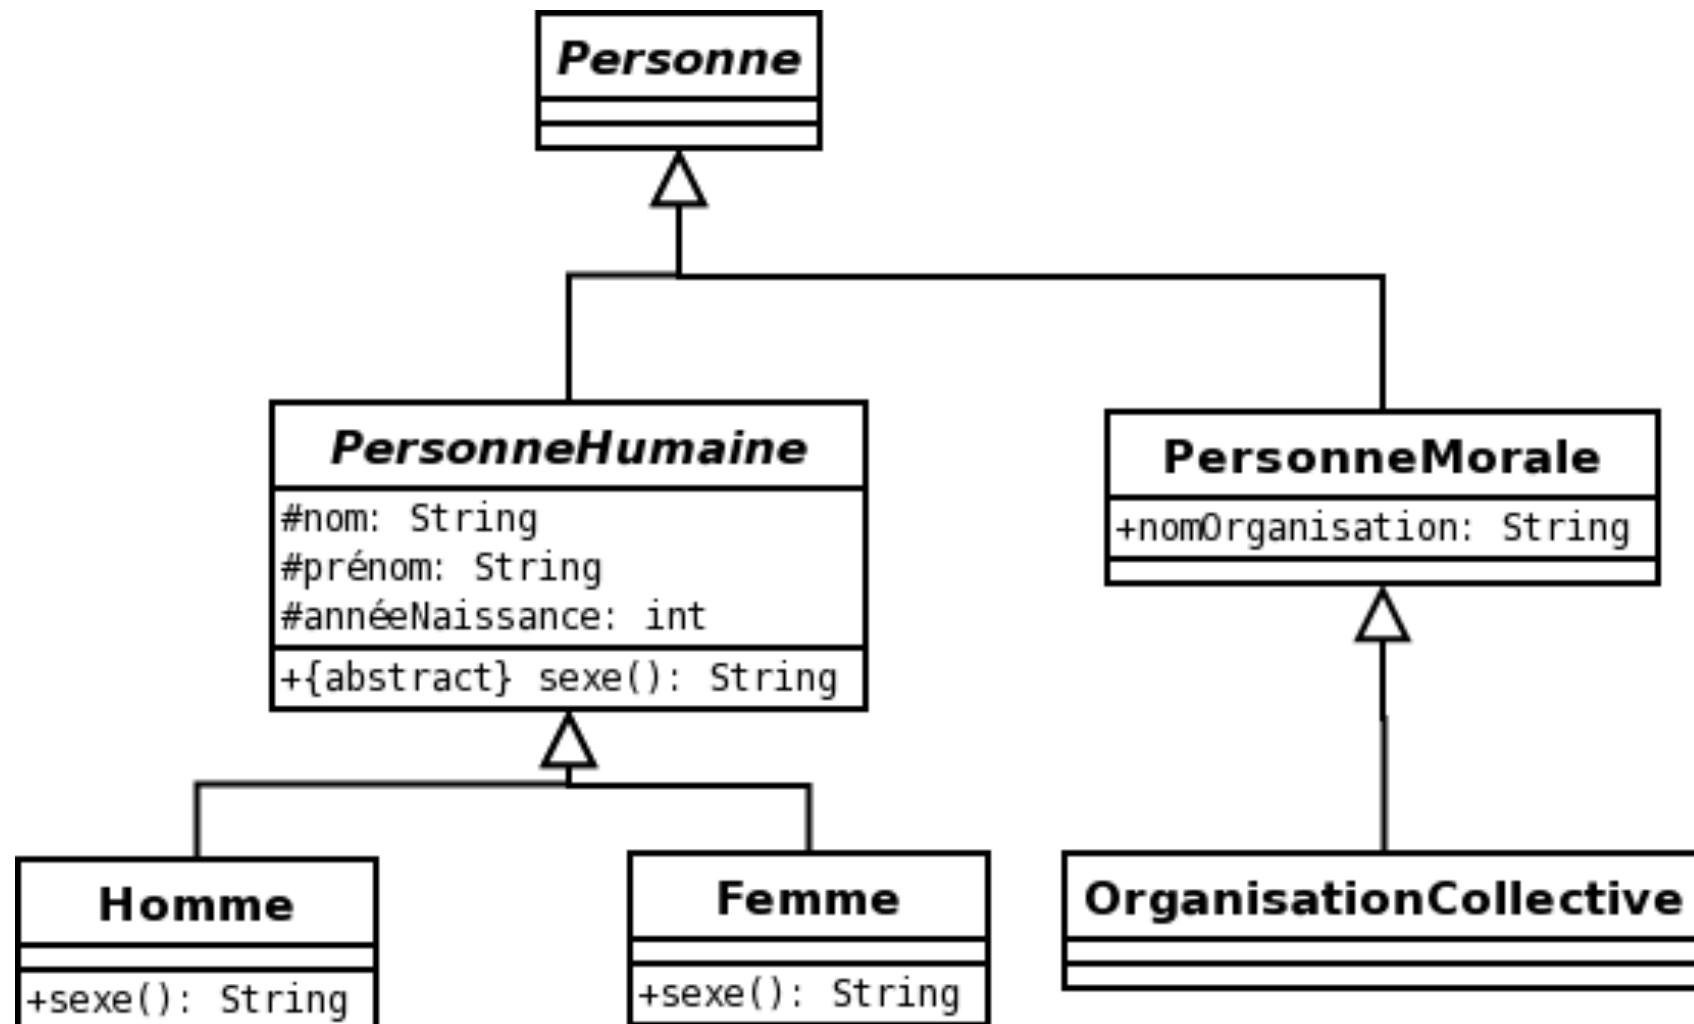 Personne
PersonneHumaine
#nom: String
#prénom: String
#annéeNaissance: int
+{abstract} sexe(): String
PersonneMorale
+nomOrganisation: String
Homme
+sexe(): String
Femme
+sexe(): String
OrganisationCollective